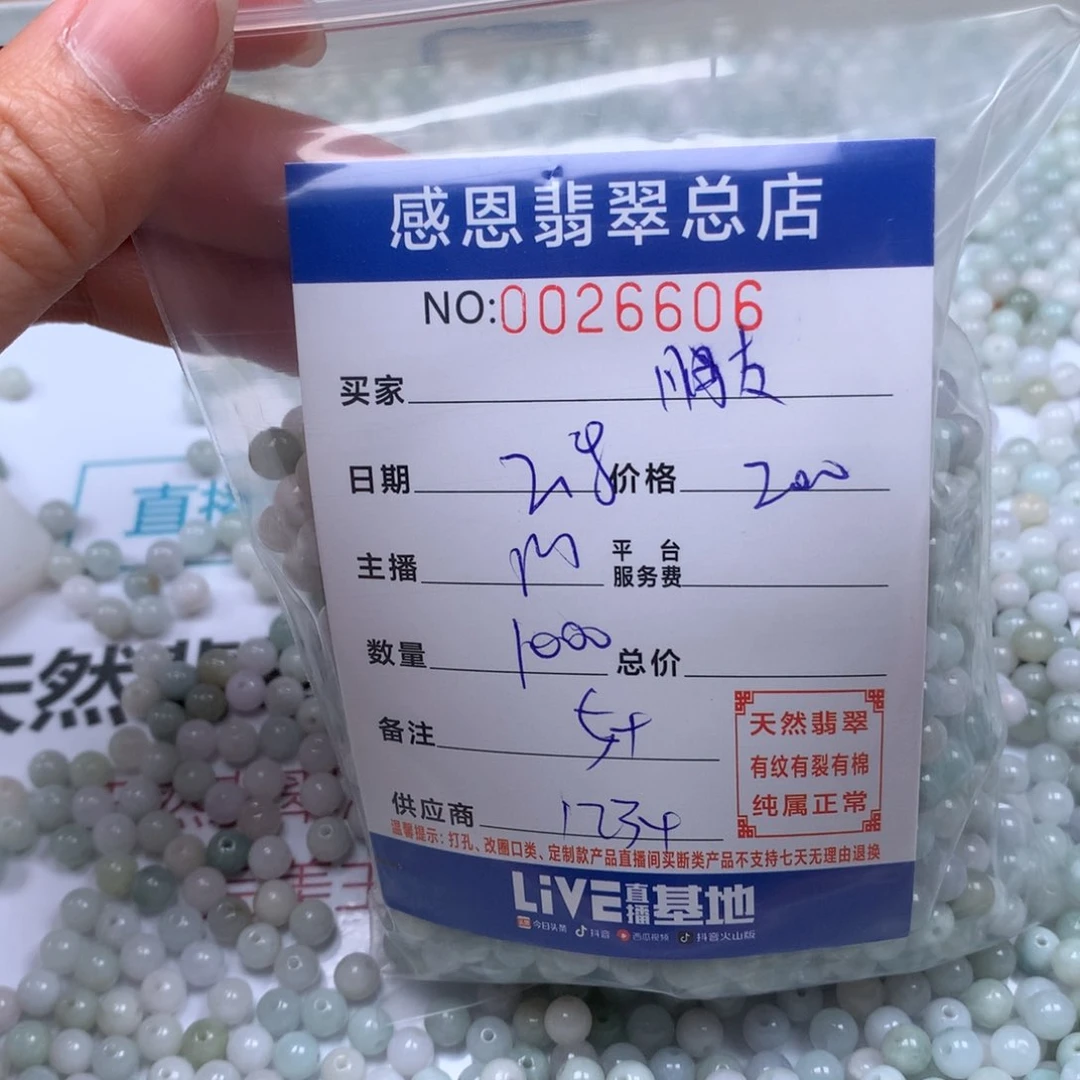 感恩翡翠总店
NO:0026606
买家 朋友
日期 价格 200
主播
平台服务费
数量 1000 总价
备注
供应商 1234
天然翡翠
有纹有裂有棉
纯属正常
温馨提示：打孔、改圈口类、定制款产品直播间买断类产品不支持七天无理由退换
LiVE直播基地
今日头条 抖音 西瓜视频 抖音火山版
直播
天然翡